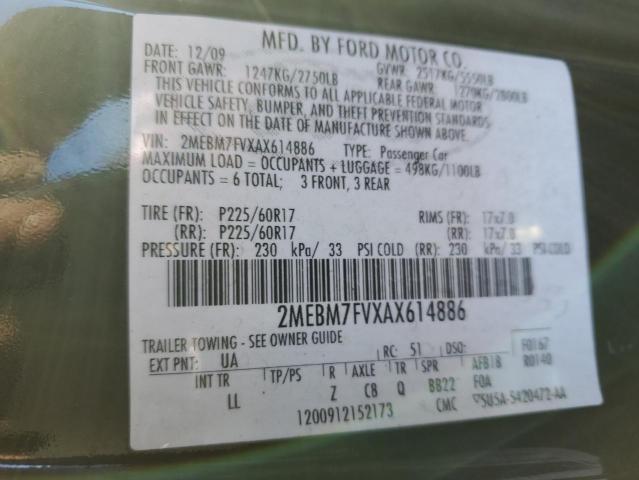 MFD. BY FORD MOTOR CO.
DATE: 12/09 GVWR: 2517KG/5550LB
FRONT GAWR: 1247KG/2750LB REAR GAWR: 1270KG/2800LB
THIS VEHICLE CONFORMS TO ALL APPLICABLE FEDERAL MOTOR
VEHICLE SAFETY, BUMPER, AND THEFT PREVENTION STANDARDS
IN EFFECT ON THE DATE OF MANUFACTURE SHOWN ABOVE.
VIN: 2MEBM7FVXAX614886 TYPE: Passenger Car
MAXIMUM LOAD = OCCUPANTS + LUGGAGE = 498KG/1100LB
OCCUPANTS = 6 TOTAL; 3 FRONT, 3 REAR
TIRE (FR): P225/60R17 RIMS (FR): 17x7.0
(RR): P225/60R17 (RR): 17x7.0
PRESSURE (FR): 230 kPa/ 33 PSI COLD (RR): 230 kPa/ 33 PSI COLD
2MEBM7FVXAX614886
TRAILER TOWING - SEE OWNER GUIDE
EXT PNT: UA RC: 51 DSO: F0167
INT TR TP/PS R AXLE TR SPR AFB18 R0140
LL Z C8 Q BB22 FOA
1200912152173 CMC 5U5A-5420472-AA